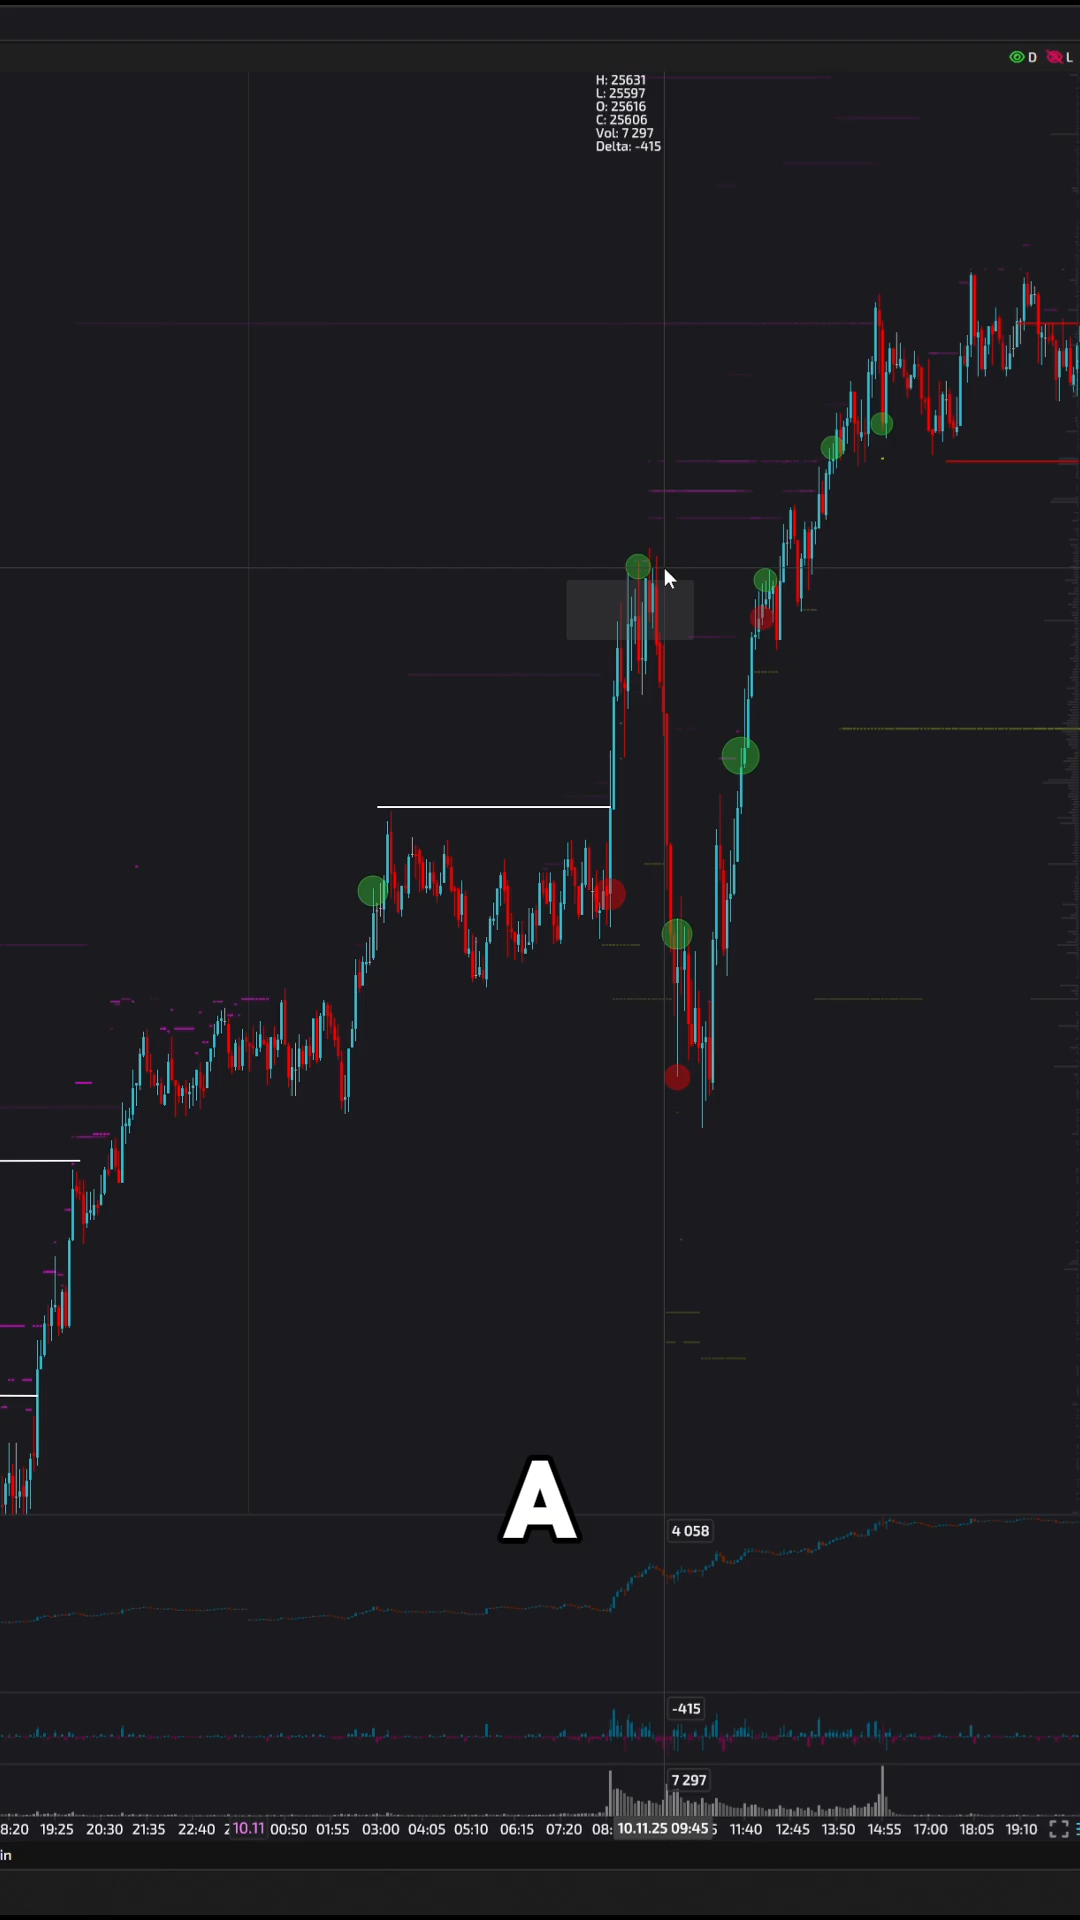 D L
H: 25631
L: 25597
O: 25616
C: 25606
Vol: 7 297
Delta: -415
A
4 058
-415
7 297
8:20 19:25 20:30 21:35 22:40 10.11 00:50 01:55 03:00 04:05 05:10 06:15 07:20 08: 10.11.25 09:45 11:40 12:45 13:50 14:55 17:00 18:05 19:10
in